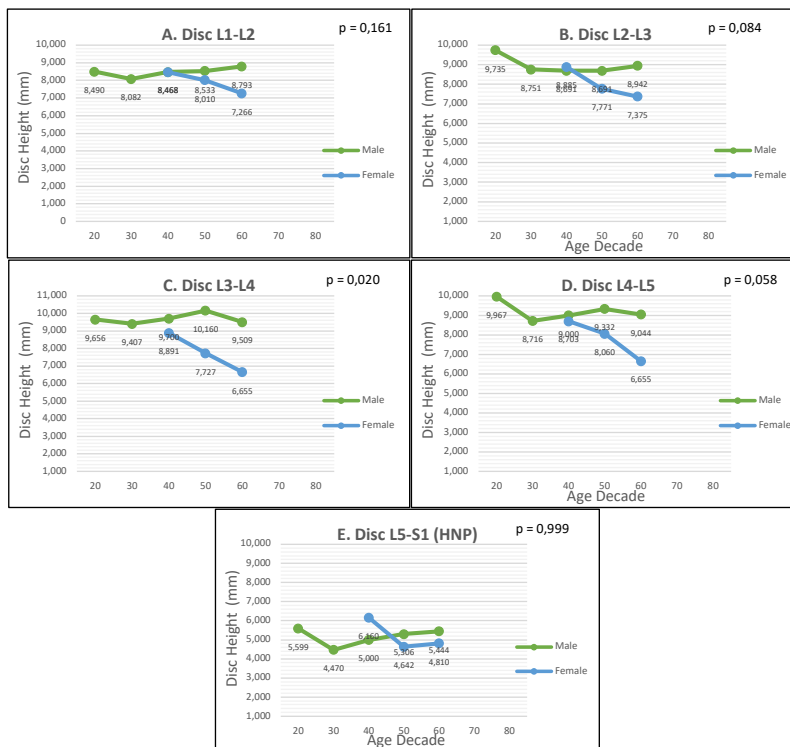 A. Disc L1-L2
p = 0,161
Disc Height (mm)
10,000
9,000
8,000
7,000
6,000
5,000
4,000
3,000
2,000
1,000
0
8,490
8,082
8,468
8,468
8,533
8,793
8,010
7,266
Male
Female
20 30 40 50 60 70 80
B. Disc L2-L3
p = 0,084
Disc Height (mm)
10,000
9,000
8,000
7,000
6,000
5,000
4,000
3,000
2,000
1,000
9,735
8,751
8,885
8,691
8,691
8,942
7,771
7,375
Male
Female
20 30 40 50 60 70 80
Age Decade
C. Disc L3-L4
p = 0,020
Disc Height (mm)
11,000
10,000
9,000
8,000
7,000
6,000
5,000
4,000
3,000
2,000
1,000
9,656
9,407
9,700
10,160
9,509
8,891
7,727
6,655
Male
Female
20 30 40 50 60 70 80
D. Disc L4-L5
p = 0,058
Disc Height (mm)
10,000
9,000
8,000
7,000
6,000
5,000
4,000
3,000
2,000
1,000
9,967
8,716
9,000
9,332
9,044
8,703
8,060
6,655
Male
Female
20 30 40 50 60 70 80
Age Decade
E. Disc L5-S1 (HNP)
p = 0,999
Disc Height (mm)
10,000
9,000
8,000
7,000
6,000
5,000
4,000
3,000
2,000
1,000
5,599
4,470
6,160
5,000
5,306
5,444
4,642
4,810
Male
Female
20 30 40 50 60 70 80
Age Decade